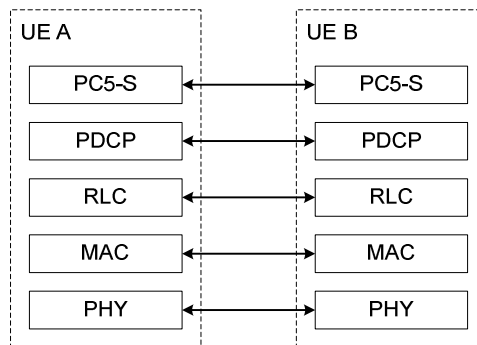 UE A
UE B
PC5-S
PC5-S
PDCP
PDCP
RLC
RLC
MAC
MAC
PHY
PHY